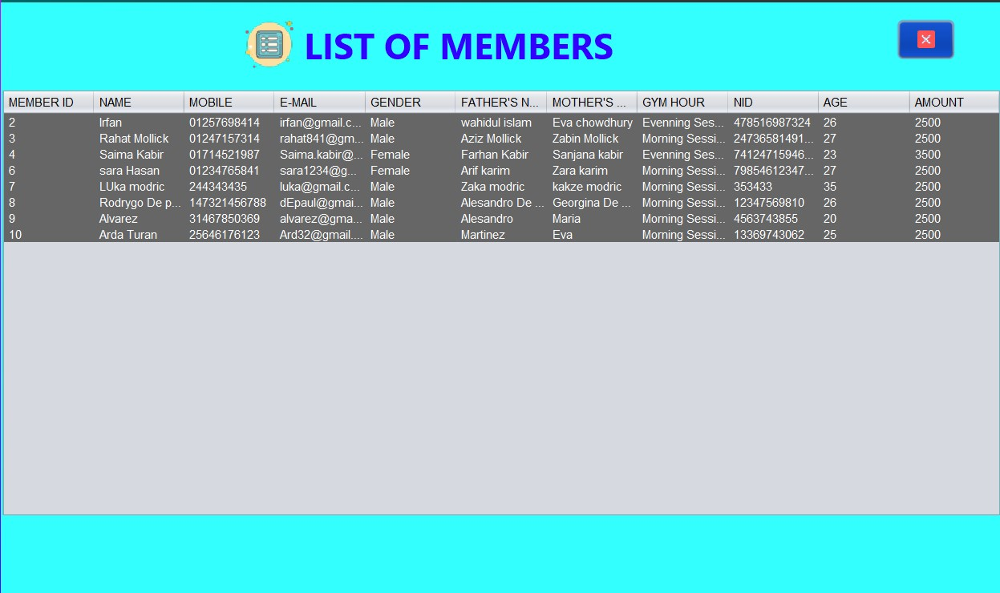 LIST OF MEMBERS
MEMBER ID NAME MOBILE E-MAIL GENDER FATHER'S N... MOTHER'S ... GYM HOUR NID AGE AMOUNT
2 Irfan 01257698414 irfan@gmail.c... Male wahidul islam Eva chowdhury Evenning Ses... 478516987324 26 2500
3 Rahat Mollick 01247157314 rahat841@gm... Male Aziz Mollick Zabin Mollick Morning Sessi... 24736581491... 27 2500
4 Saima Kabir 01714521987 Saima.kabir@... Female Farhan Kabir Sanjana kabir Evenning Ses... 74124715946... 23 3500
6 sara Hasan 01234765841 sara1234@g... Female Arif karim Zara karim Morning Sessi... 79854612347... 27 2500
7 LUka modric 244343435 luka@gmail.c... Male Zaka modric kakze modric Morning Sessi... 353433 35 2500
8 Rodrygo De p... 147321456788 dEpaul@gmai... Male Alesandro De ... Georgina De ... Morning Sessi... 12347569810 26 2500
9 Alvarez 31467850369 alvarez@gma... Male Alesandro Maria Morning Sessi... 4563743855 20 2500
10 Arda Turan 25646176123 Ard32@gmail.... Male Martinez Eva Morning Sessi... 13369743062 25 2500